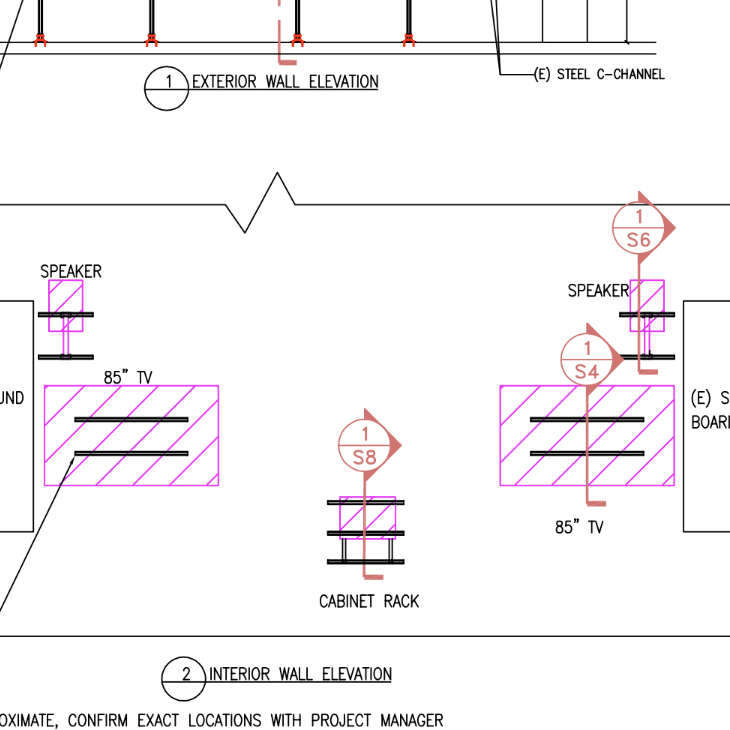 1 EXTERIOR WALL ELEVATION
(E) STEEL C-CHANNEL
1
S6
SPEAKER
SPEAKER
1
S4
85" TV
UND
(E) S
BOAR
1
S8
85" TV
CABINET RACK
2 INTERIOR WALL ELEVATION
OXIMATE, CONFIRM EXACT LOCATIONS WITH PROJECT MANAGER